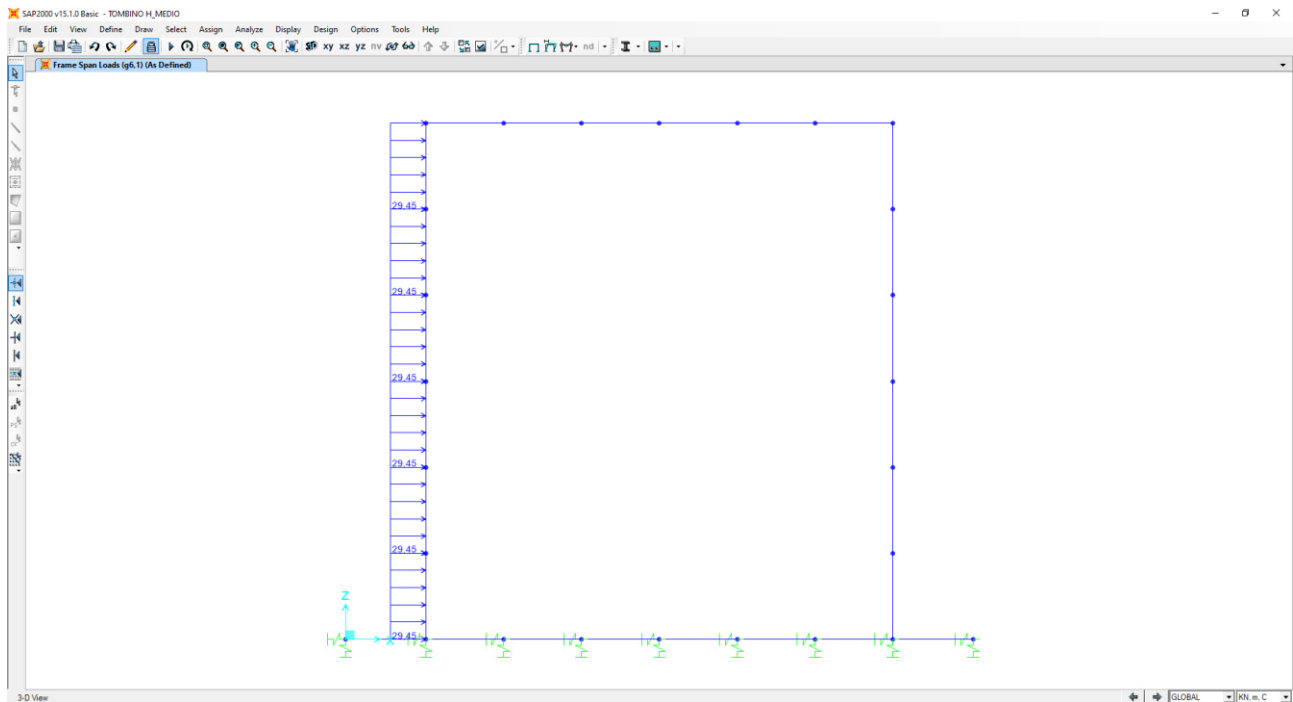 SAP2000 v15.1.0 Basic - TOMBINO H_MEDIO
File Edit View Define Draw Select Assign Analyze Display Design Options Tools Help
xy xz yz nv nd
Frame Span Loads (g6,1) (As Defined)
29.45
29.45
29.45
29.45
29.45
Z
29.45
X
3-D View GLOBAL KN, m, C